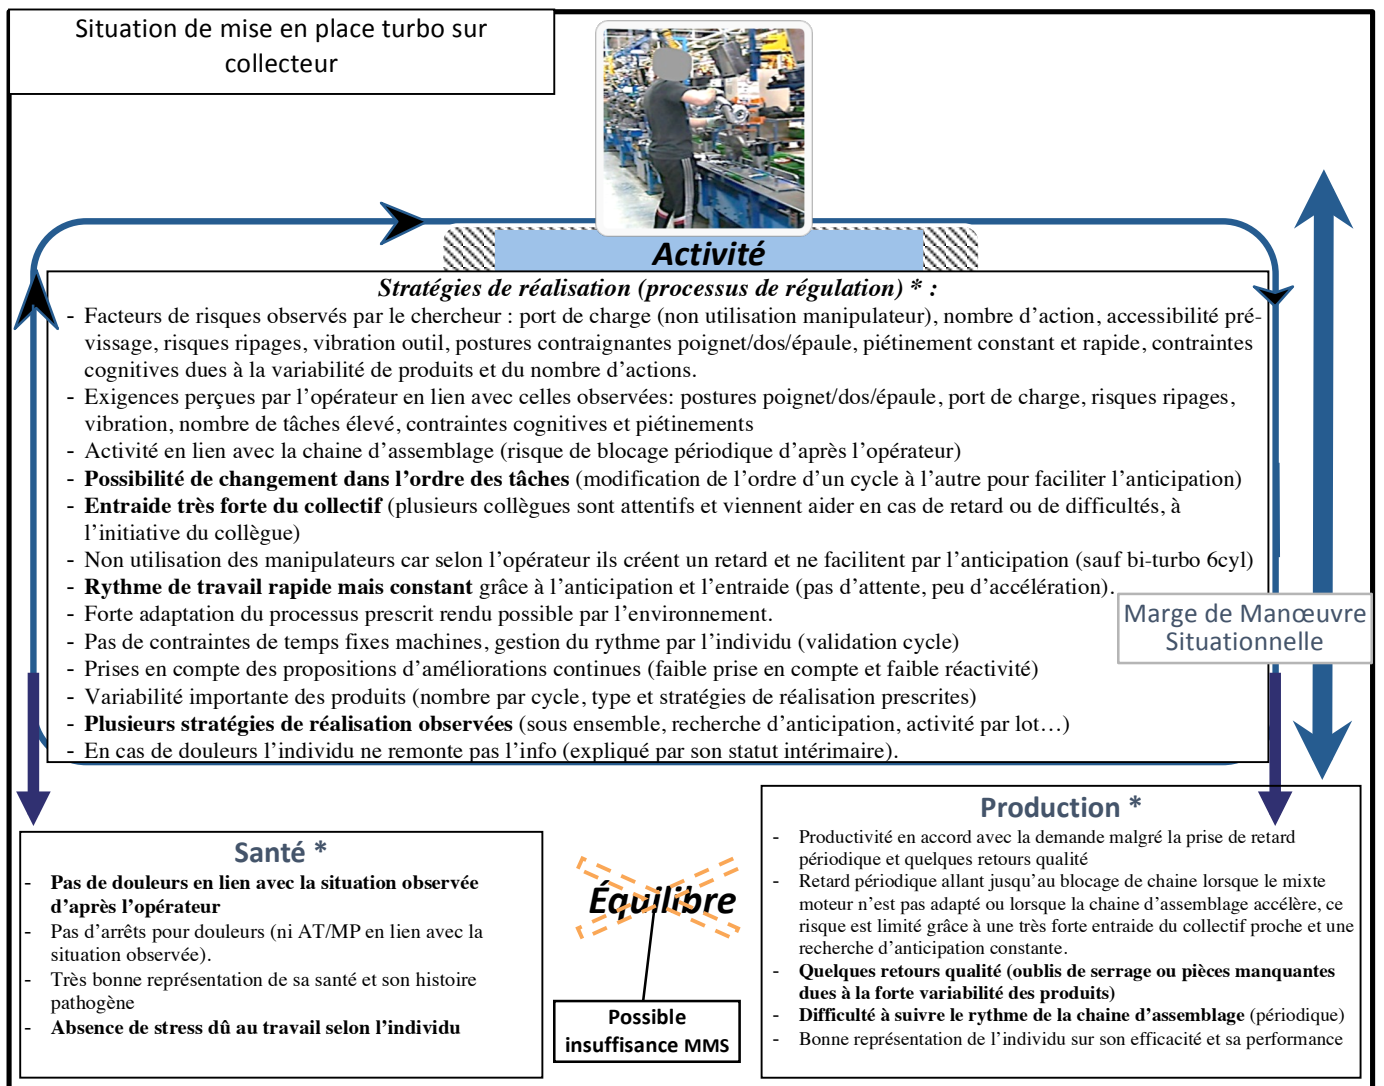 Situation de mise en place turbo sur
collecteur
Activité
Stratégies de réalisation (processus de régulation) * :
- Facteurs de risques observés par le chercheur : port de charge (non utilisation manipulateur), nombre d’action, accessibilité pré-
vissage, risques ripages, vibration outil, postures contraignantes poignet/dos/épaule, piétinement constant et rapide, contraintes
cognitives dues à la variabilité de produits et du nombre d’actions.
- Exigences perçues par l’opérateur en lien avec celles observées: postures poignet/dos/épaule, port de charge, risques ripages,
vibration, nombre de tâches élevé, contraintes cognitives et piétinements
- Activité en lien avec la chaine d’assemblage (risque de blocage périodique d’après l’opérateur)
- Possibilité de changement dans l’ordre des tâches (modification de l’ordre d’un cycle à l’autre pour faciliter l’anticipation)
- Entraide très forte du collectif (plusieurs collègues sont attentifs et viennent aider en cas de retard ou de difficultés, à
l’initiative du collègue)
- Non utilisation des manipulateurs car selon l’opérateur ils créent un retard et ne facilitent par l’anticipation (sauf bi-turbo 6cyl)
- Rythme de travail rapide mais constant grâce à l’anticipation et l’entraide (pas d’attente, peu d’accélération).
- Forte adaptation du processus prescrit rendu possible par l’environnement.
- Pas de contraintes de temps fixes machines, gestion du rythme par l’individu (validation cycle)
- Prises en compte des propositions d’améliorations continues (faible prise en compte et faible réactivité)
- Variabilité importante des produits (nombre par cycle, type et stratégies de réalisation prescrites)
- Plusieurs stratégies de réalisation observées (sous ensemble, recherche d’anticipation, activité par lot…)
- En cas de douleurs l’individu ne remonte pas l’info (expliqué par son statut intérimaire).
Marge de Manœuvre
Situationnelle
Santé *
- Pas de douleurs en lien avec la situation observée
d’après l’opérateur
- Pas d’arrêts pour douleurs (ni AT/MP en lien avec la
situation observée).
- Très bonne représentation de sa santé et son histoire
pathogène
- Absence de stress dû au travail selon l’individu
Équilibre
Possible
insuffisance MMS
Production *
- Productivité en accord avec la demande malgré la prise de retard
périodique et quelques retours qualité
- Retard périodique allant jusqu’au blocage de chaine lorsque le mixte
moteur n’est pas adapté ou lorsque la chaine d’assemblage accélère, ce
risque est limité grâce à une très forte entraide du collectif proche et une
recherche d’anticipation constante.
- Quelques retours qualité (oublis de serrage ou pièces manquantes
dues à la forte variabilité des produits)
- Difficulté à suivre le rythme de la chaine d’assemblage (périodique)
- Bonne représentation de l’individu sur son efficacité et sa performance